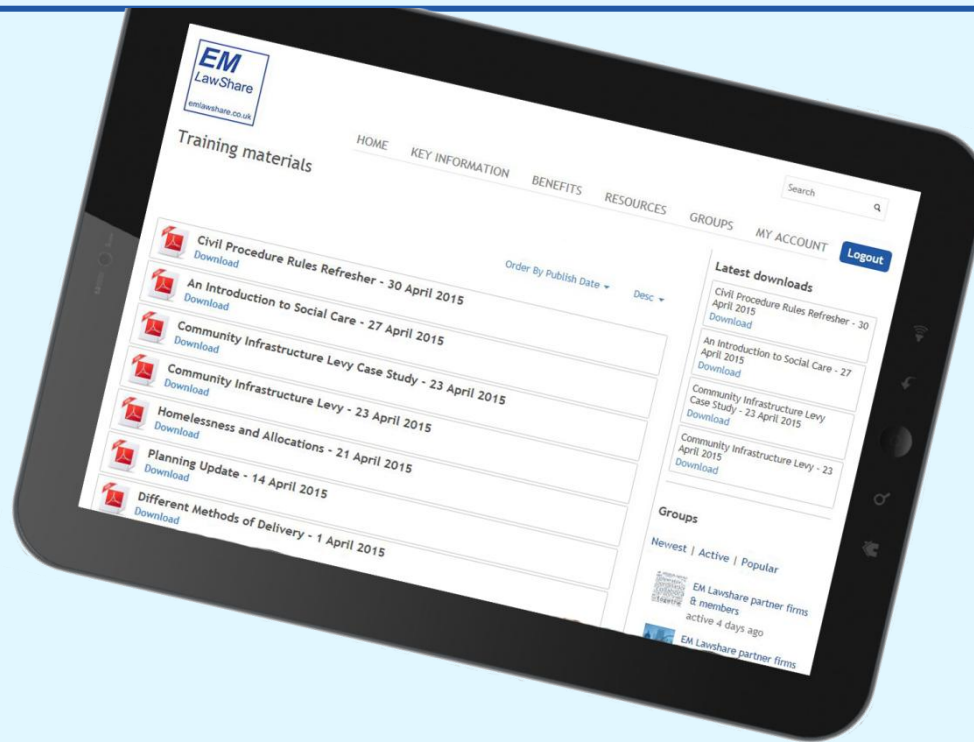 EM
LawShare
emlawshare.co.uk
Training materials
HOME KEY INFORMATION BENEFITS RESOURCES GROUPS MY ACCOUNT Logout
Search
Order By Publish Date Desc
Civil Procedure Rules Refresher - 30 April 2015
Download
An Introduction to Social Care - 27 April 2015
Download
Community Infrastructure Levy Case Study - 23 April 2015
Download
Community Infrastructure Levy - 23 April 2015
Download
Homelessness and Allocations - 21 April 2015
Download
Planning Update - 14 April 2015
Download
Different Methods of Delivery - 1 April 2015
Download
Latest downloads
Civil Procedure Rules Refresher - 30
April 2015
Download
An Introduction to Social Care - 27
April 2015
Download
Community Infrastructure Levy
Case Study - 23 April 2015
Download
Community Infrastructure Levy - 23
April 2015
Download
Groups
Newest | Active | Popular
EM Lawshare partner firms
& members
active 4 days ago
EM Lawshare partner firms